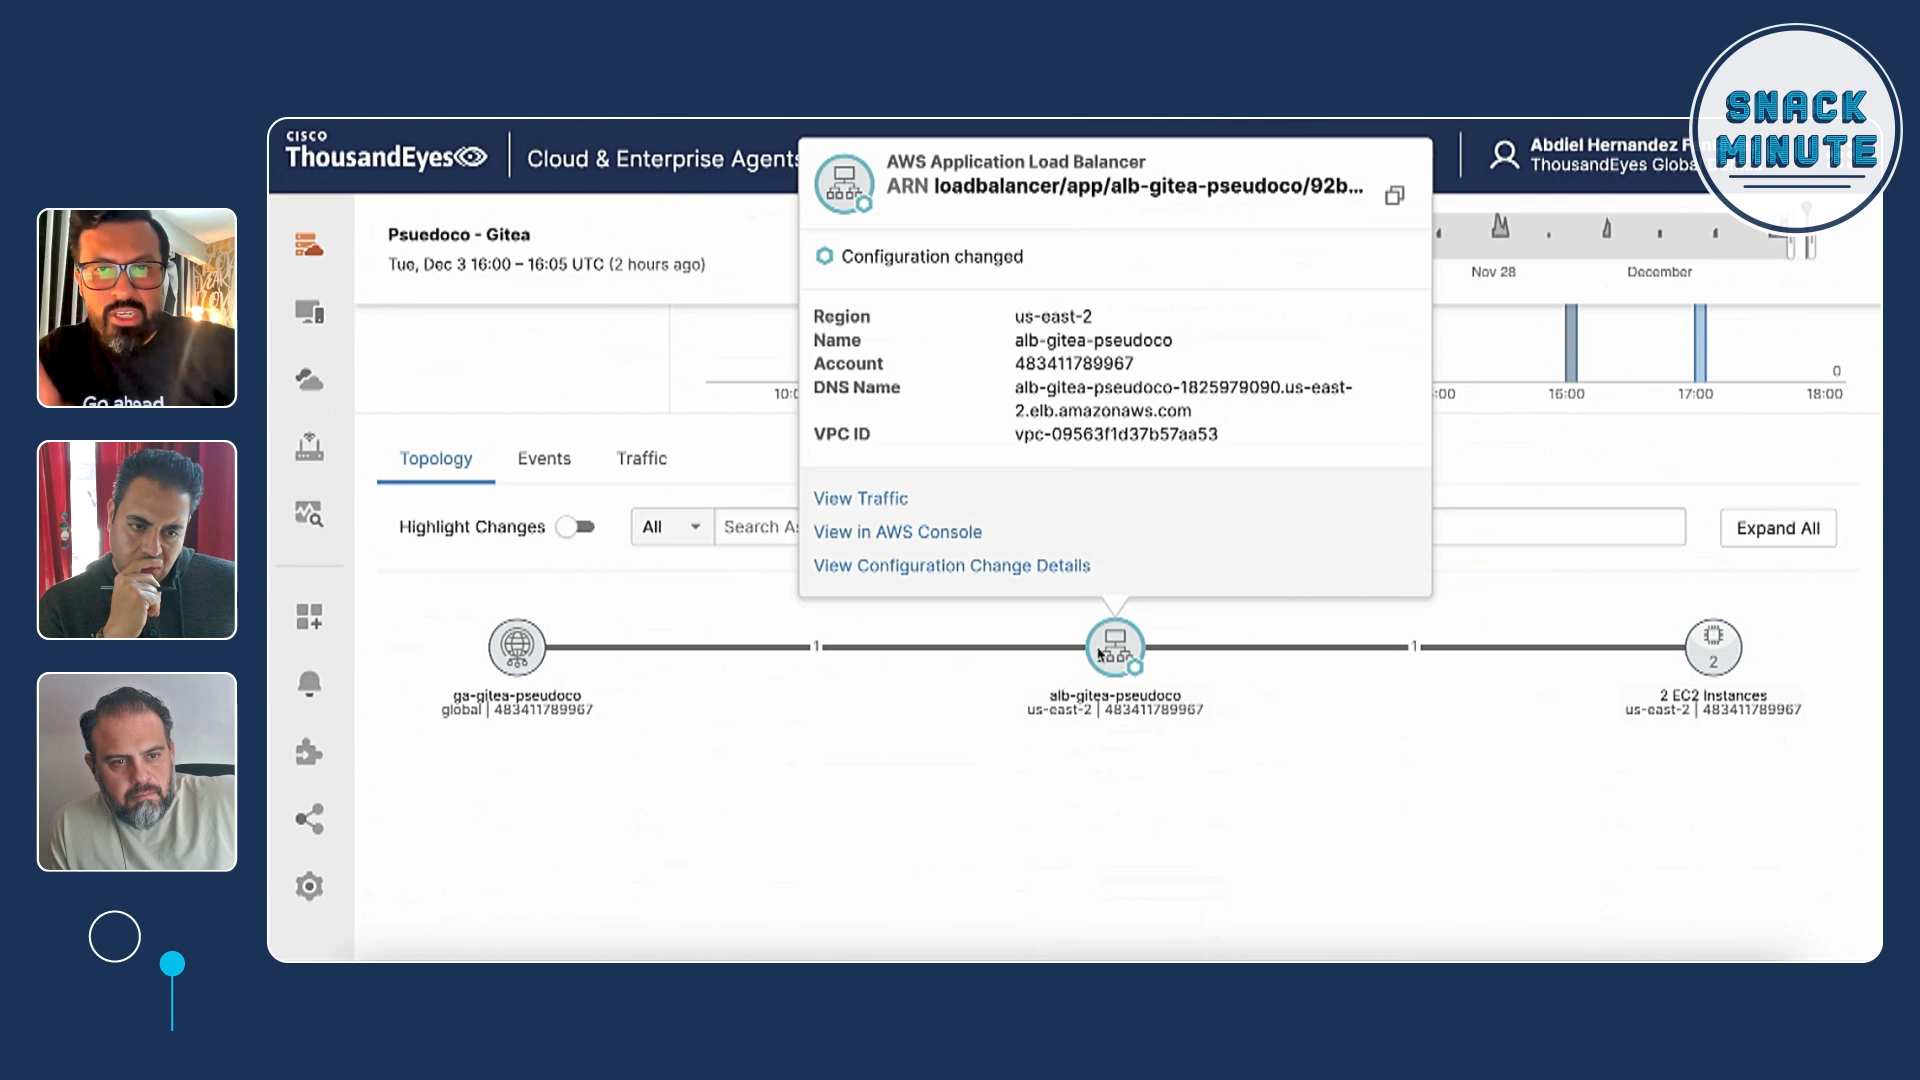 SNACK
MINUTE
CISCO
ThousandEyes
Cloud & Enterprise Agents
Abdiel Hernandez
ThousandEyes
AWS Application Load Balancer
ARN loadbalancer/app/alb-gitea-pseudoco/92b...
Configuration changed
Region us-east-2
Name alb-gitea-pseudoco
Account 483411789967
DNS Name alb-gitea-pseudoco-1825979090.us-east-
2.elb.amazonaws.com
VPC ID vpc-09563f1d37b57aa53
View Traffic
View in AWS Console
View Configuration Change Details
Psuedoco - Gitea
Tue, Dec 3 16:00 – 16:05 UTC (2 hours ago)
Nov 28 December
0
16:00 17:00 18:00
Go ahead
Topology Events Traffic
Highlight Changes All Search Expand All
1 1 2
ga-gitea-pseudoco
global | 483411789967
alb-gitea-pseudoco
us-east-2 | 483411789967
2 EC2 Instances
us-east-2 | 483411789967